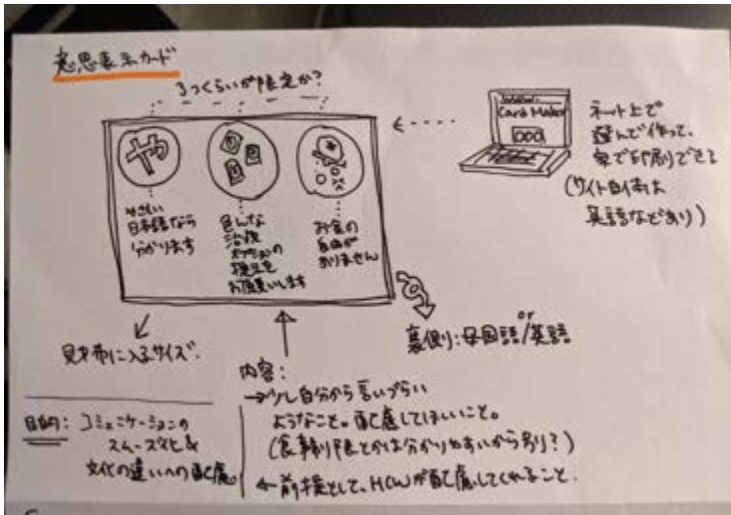 意思表示カード
3つくらいが限定か?
や
やさしい
日本語なら
分かります
色んな
治療
オプションの
提示を
お願いします
お金の
自由が
ありません
Card Maker
ネット上で
選んで作って、
家で印刷できる
(サイト自体は
英語などあり)
財布に入るサイズ.
裏側:母国語or/英語
内容:
→少し自分から言いづらい
ようなこと。配慮してほしいこと。
(食事制限とかは分かりやすいから別り?)
←前提として、HCWが配慮してくれること.
目的:コミュニケーションの
スムーズ化&
文化の違いへの配慮。